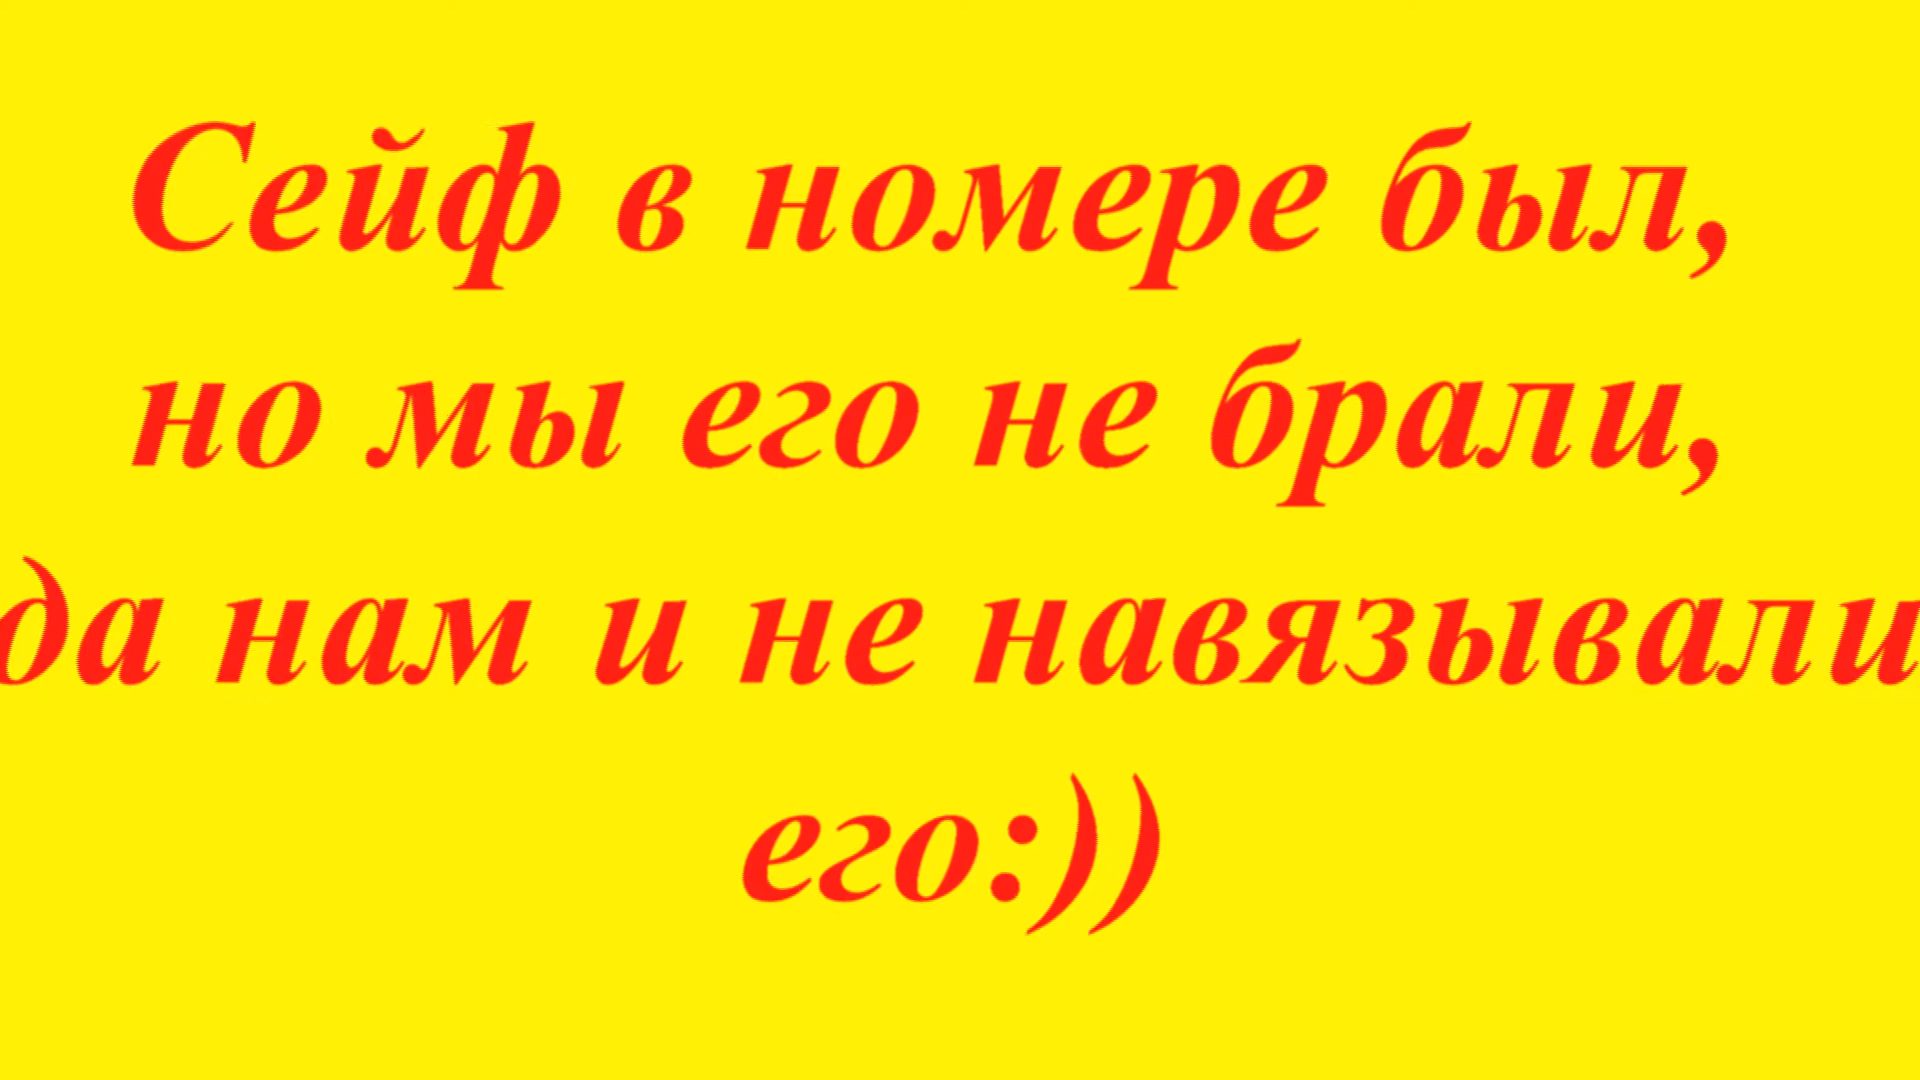 Сейф в номере был,
но мы его не брали,
да нам и не навязывали
его:))